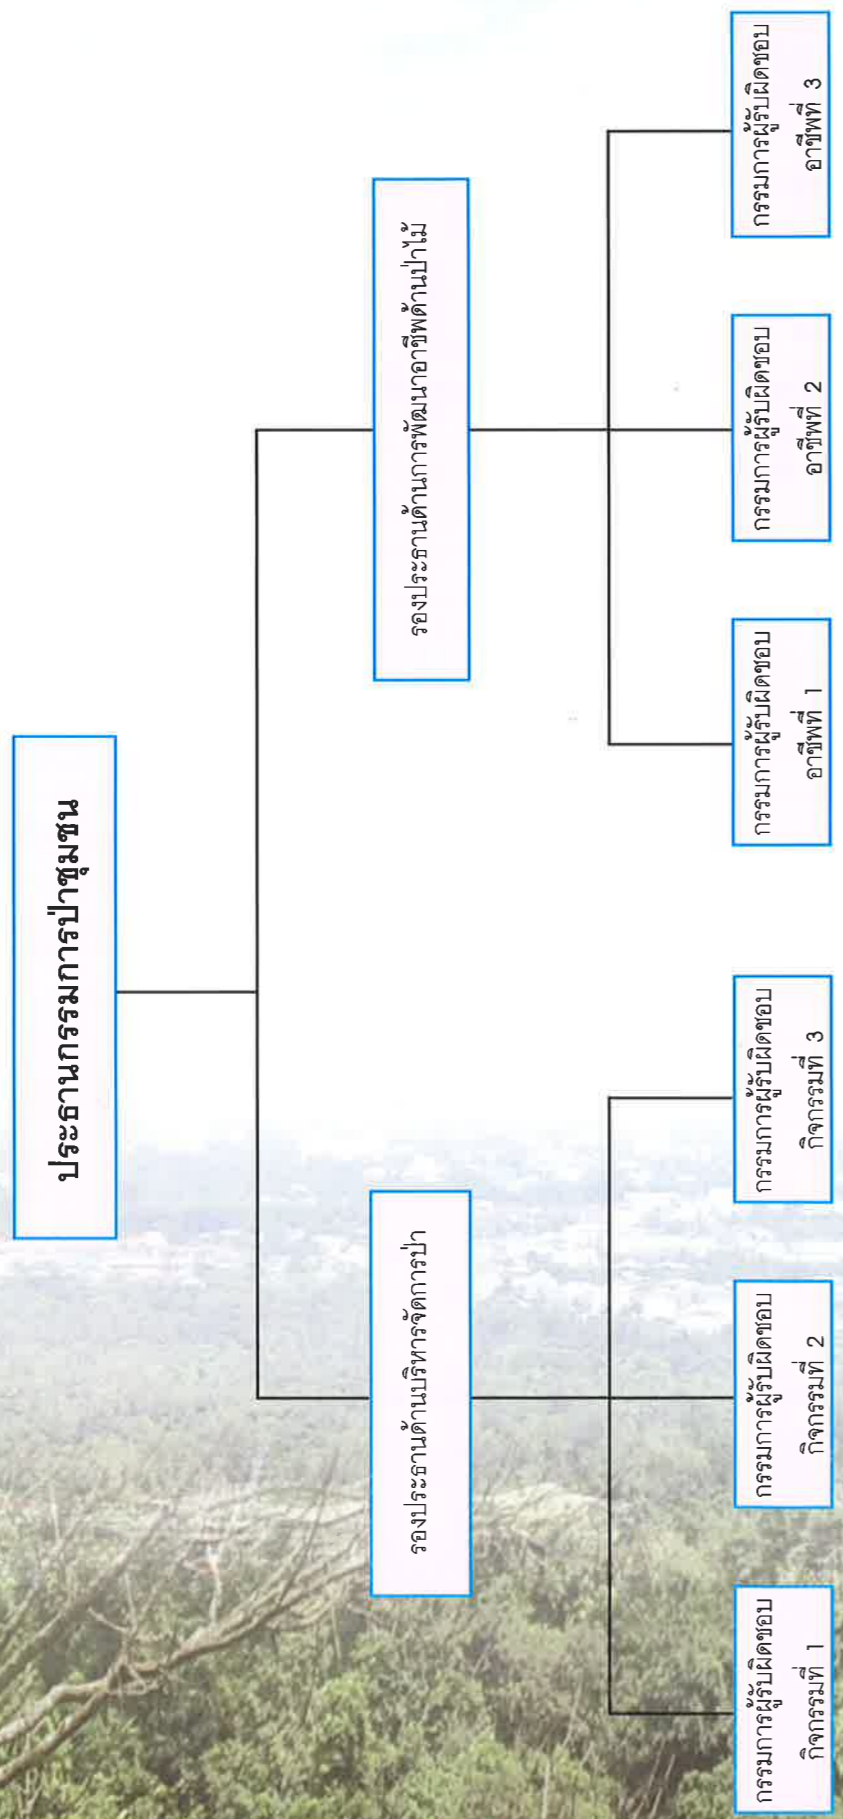 ประธานกรรมการป่าชุมชน
รองประธานด้านบริหารจัดการป่า
รองประธานด้านการพัฒนาอาชีพด้านป่าไม้
กรรมการผู้รับผิดชอบ
กิจกรรมที่ 1
กรรมการผู้รับผิดชอบ
กิจกรรมที่ 2
กรรมการผู้รับผิดชอบ
กิจกรรมที่ 3
กรรมการผู้รับผิดชอบ
อาชีพที่ 1
กรรมการผู้รับผิดชอบ
อาชีพที่ 2
กรรมการผู้รับผิดชอบ
อาชีพที่ 3